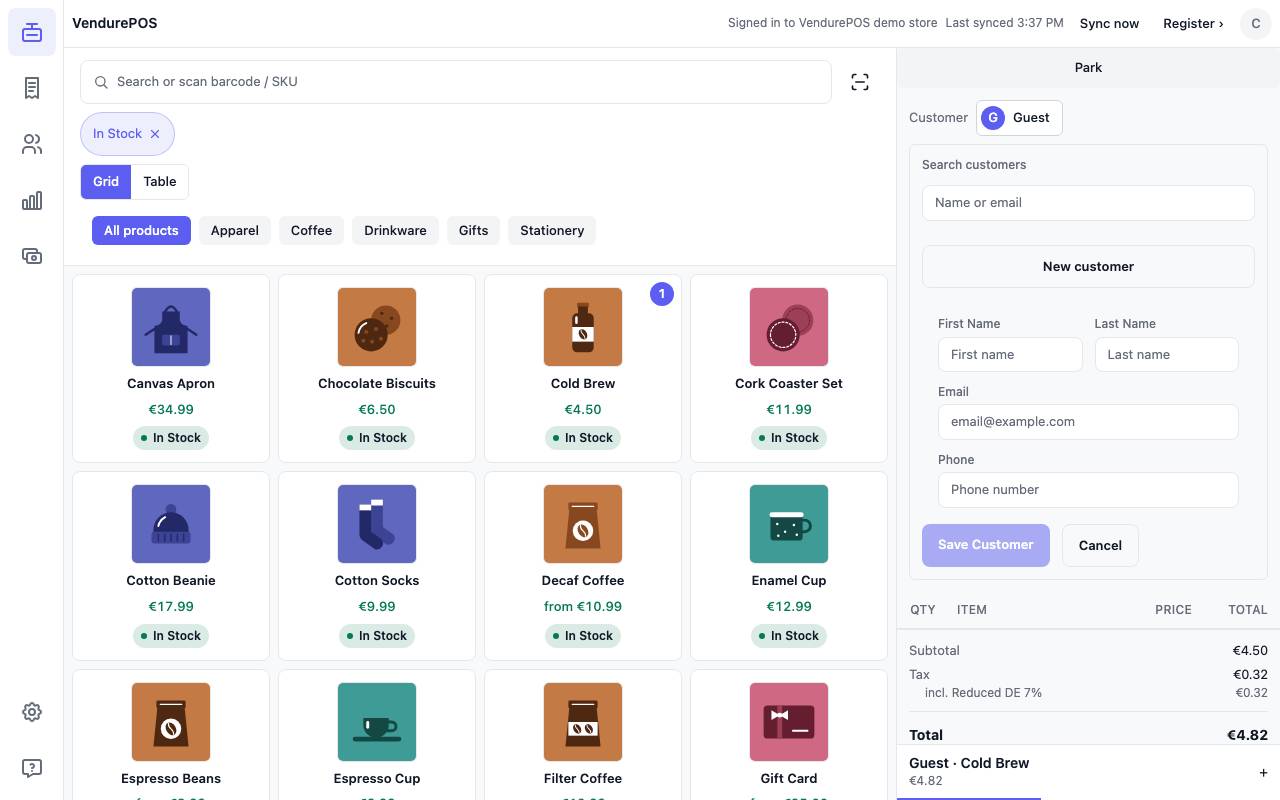 VendurePOS
Signed in to VendurePOS demo store Last synced 3:37 PM Sync now Register › C
Search or scan barcode / SKU
In Stock ×
Grid Table
All products Apparel Coffee Drinkware Gifts Stationery
1
Canvas Apron
€34.99
In Stock
Chocolate Biscuits
€6.50
In Stock
Cold Brew
€4.50
In Stock
Cork Coaster Set
€11.99
In Stock
Cotton Beanie
€17.99
In Stock
Cotton Socks
€9.99
In Stock
Decaf Coffee
from €10.99
In Stock
Enamel Cup
€12.99
In Stock
Espresso Beans
Espresso Cup
Filter Coffee
Gift Card
Park
Customer G Guest
Search customers
Name or email
New customer
First Name Last Name
First name Last name
Email
email@example.com
Phone
Phone number
Save Customer Cancel
QTY ITEM PRICE TOTAL
Subtotal €4.50
Tax €0.32
incl. Reduced DE 7% €0.32
Total €4.82
Guest · Cold Brew
€4.82 +